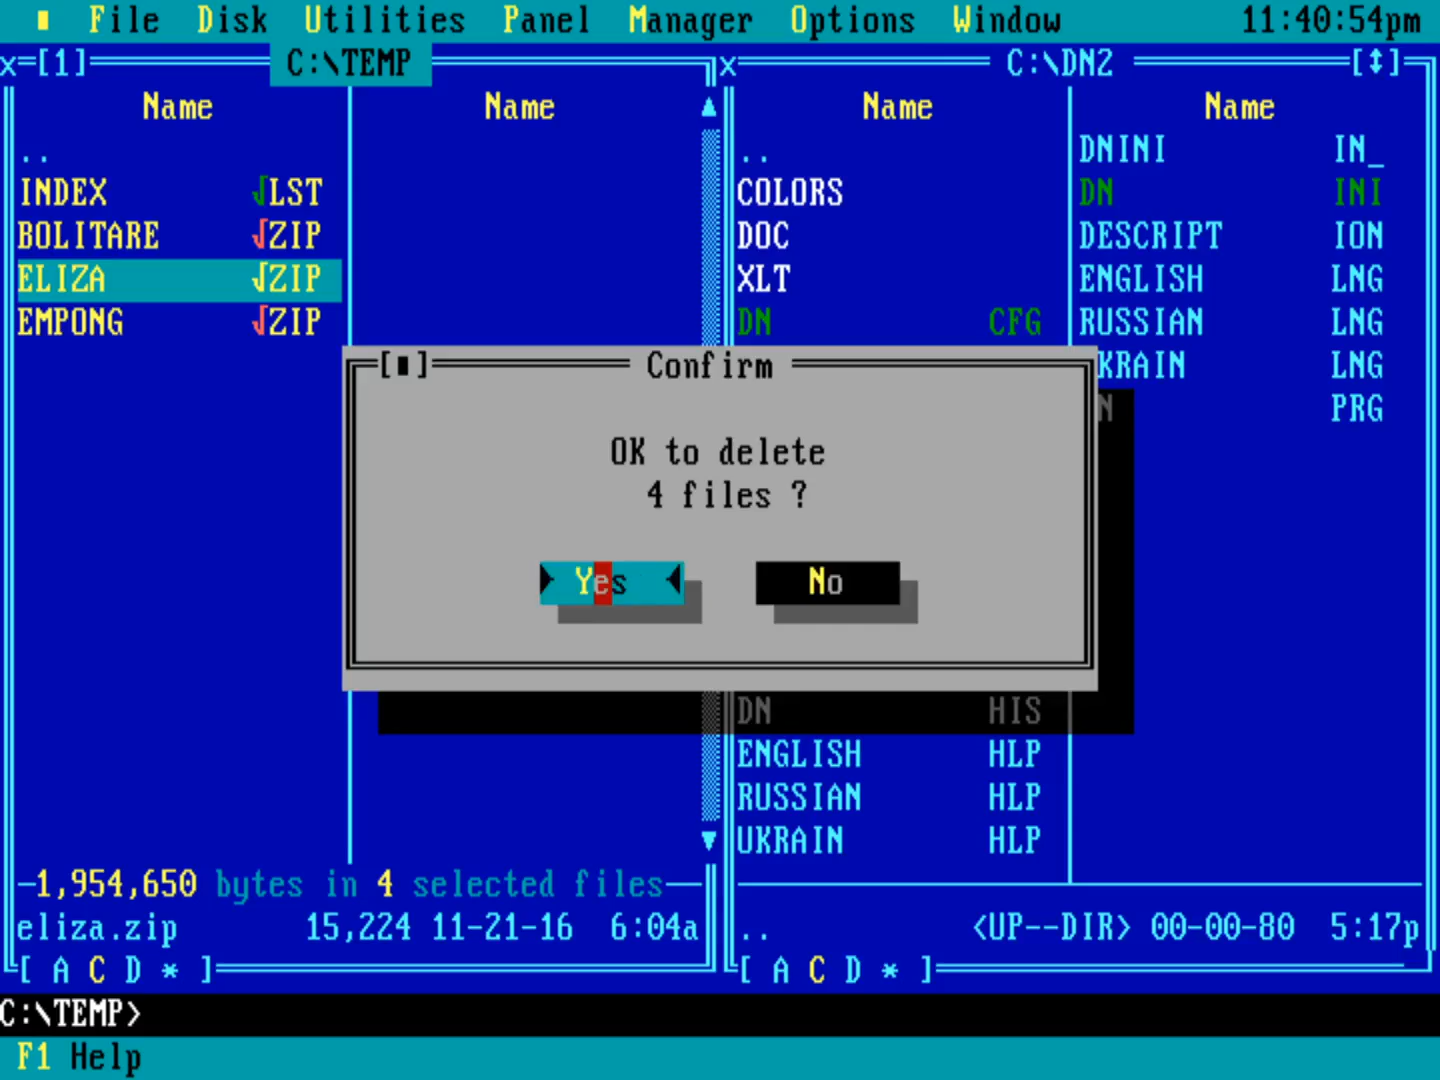 File Disk Utilities Panel Manager Options Window 11:40:54pm
x=[1] C:\TEMP
Name Name
..
INDEX √LST
BOLITARE √ZIP
ELIZA √ZIP
EMPONG √ZIP
-1,954,650 bytes in 4 selected files
eliza.zip 15,224 11-21-16 6:04a
[ A C D * ]
x C:\DN2 [↕]
Name Name
..
COLORS
DOC
XLT
DN CFG
DN HIS
ENGLISH HLP
RUSSIAN HLP
UKRAIN HLP
DNINI IN_
DN INI
DESCRIPT ION
ENGLISH LNG
RUSSIAN LNG
KRAIN LNG
N PRG
.. <UP--DIR> 00-00-80 5:17p
[ A C D * ]
[■] Confirm
OK to delete
4 files ?
Yes No
C:\TEMP>
F1 Help